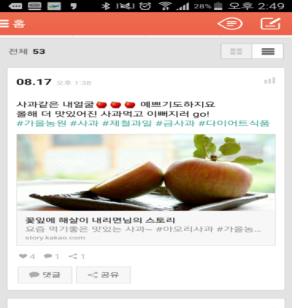 28% 오후 2:49
홈
전체 53
08.17 오후 1:38
사과같은 내얼굴🍎🍎🍎 예쁘기도하지요
올해 더 맛있어진 사과먹고 이뻐지러 go!
#가을농원 #사과 #제철과일 #금사과 #다이어트식품
꽃잎에 해살이 내리면님의 스토리
요즘 먹기좋은 맛있는 사과~ #아오리사과 #가을농...
story.kakao.com
4 1 1
댓글 공유